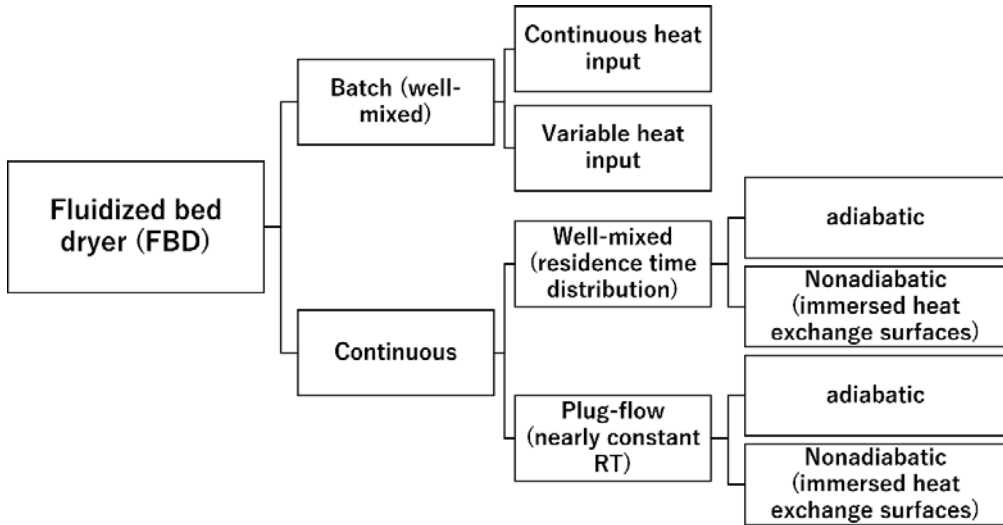 Fluidized bed
dryer (FBD)
Batch (well-
mixed)
Continuous heat
input
Variable heat
input
Continuous
Well-mixed
(residence time
distribution)
adiabatic
Nonadiabatic
(immersed heat
exchange surfaces)
Plug-flow
(nearly constant
RT)
adiabatic
Nonadiabatic
(immersed heat
exchange surfaces)